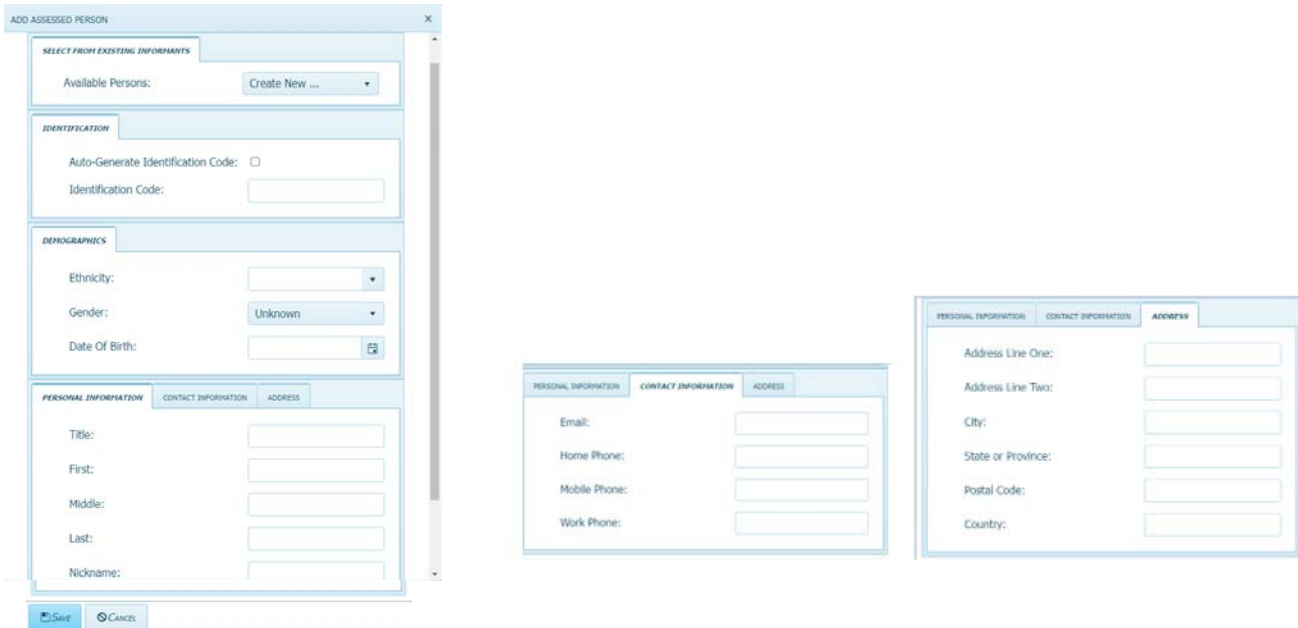 ADD ASSESSED PERSON
SELECT FROM EXISTING INFORMANTS
Available Persons: Create New ...
IDENTIFICATION
Auto-Generate Identification Code:
Identification Code:
DEMOGRAPHICS
Ethnicity:
Gender: Unknown
Date Of Birth:
PERSONAL INFORMATION CONTACT INFORMATION ADDRESS
Title:
First:
Middle:
Last:
Nickname:
SAVE CANCEL
PERSONAL INFORMATION CONTACT INFORMATION ADDRESS
Email:
Home Phone:
Mobile Phone:
Work Phone:
PERSONAL INFORMATION CONTACT INFORMATION ADDRESS
Address Line One:
Address Line Two:
City:
State or Province:
Postal Code:
Country: